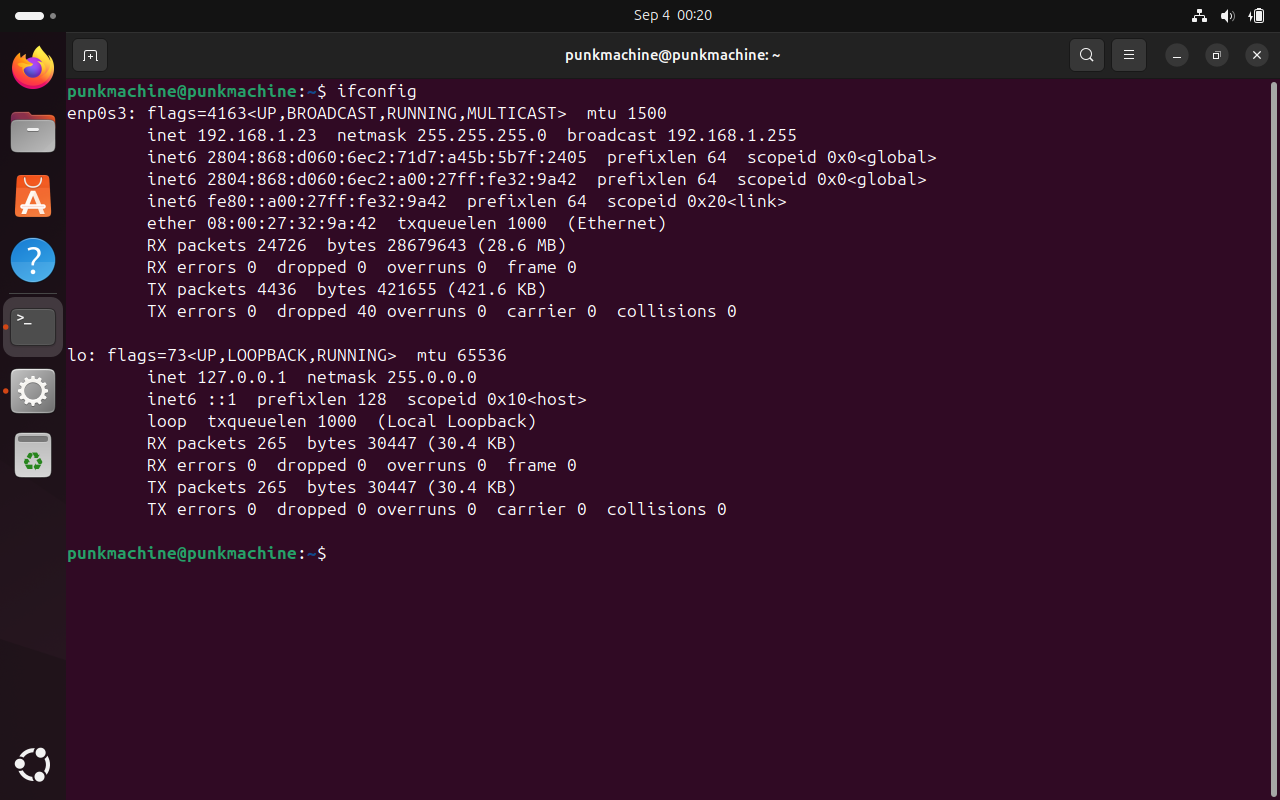 Sep 4 00:20
punkmachine@punkmachine: ~
punkmachine@punkmachine:~$ ifconfig
enp0s3: flags=4163<UP,BROADCAST,RUNNING,MULTICAST>  mtu 1500
        inet 192.168.1.23  netmask 255.255.255.0  broadcast 192.168.1.255
        inet6 2804:868:d060:6ec2:71d7:a45b:5b7f:2405  prefixlen 64  scopeid 0x0<global>
        inet6 2804:868:d060:6ec2:a00:27ff:fe32:9a42  prefixlen 64  scopeid 0x0<global>
        inet6 fe80::a00:27ff:fe32:9a42  prefixlen 64  scopeid 0x20<link>
        ether 08:00:27:32:9a:42  txqueuelen 1000  (Ethernet)
        RX packets 24726  bytes 28679643 (28.6 MB)
        RX errors 0  dropped 0  overruns 0  frame 0
        TX packets 4436  bytes 421655 (421.6 KB)
        TX errors 0  dropped 40 overruns 0  carrier 0  collisions 0
lo: flags=73<UP,LOOPBACK,RUNNING>  mtu 65536
        inet 127.0.0.1  netmask 255.0.0.0
        inet6 ::1  prefixlen 128  scopeid 0x10<host>
        loop  txqueuelen 1000  (Local Loopback)
        RX packets 265  bytes 30447 (30.4 KB)
        RX errors 0  dropped 0  overruns 0  frame 0
        TX packets 265  bytes 30447 (30.4 KB)
        TX errors 0  dropped 0 overruns 0  carrier 0  collisions 0
punkmachine@punkmachine:~$